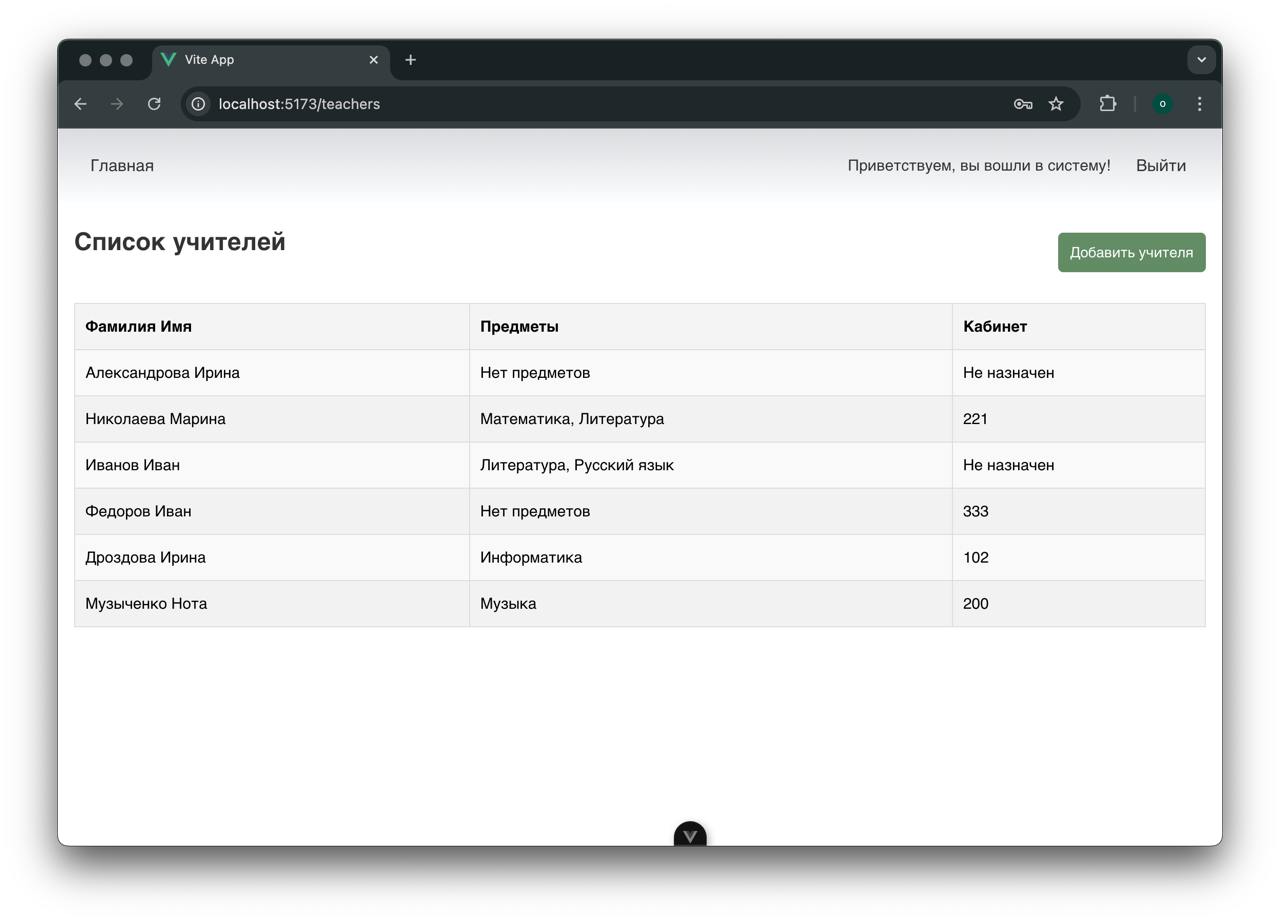 Vite App
localhost:5173/teachers
o
Главная Приветствуем, вы вошли в систему! Выйти
Список учителей
Добавить учителя
Фамилия Имя Предметы Кабинет
Александрова Ирина Нет предметов Не назначен
Николаева Марина Математика, Литература 221
Иванов Иван Литература, Русский язык Не назначен
Федоров Иван Нет предметов 333
Дроздова Ирина Информатика 102
Музыченко Нота Музыка 200